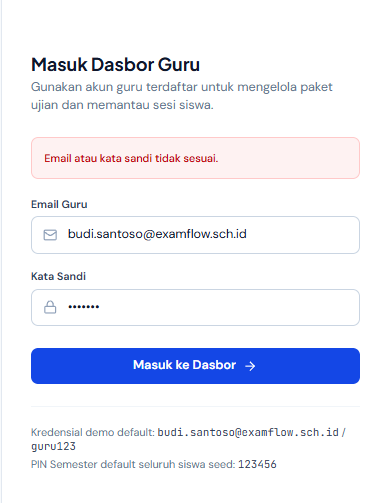 Masuk Dasbor Guru
Gunakan akun guru terdaftar untuk mengelola paket
ujian dan memantau sesi siswa.
Email atau kata sandi tidak sesuai.
Email Guru
budi.santoso@examflow.sch.id
Kata Sandi
•••••••
Masuk ke Dasbor →
Kredensial demo default: budi.santoso@examflow.sch.id /
guru123
PIN Semester default seluruh siswa seed: 123456